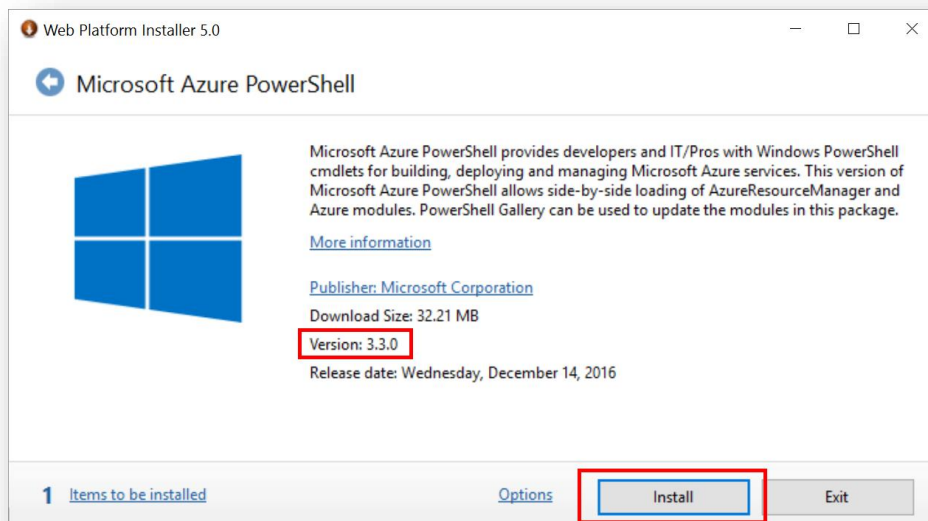 Web Platform Installer 5.0
Microsoft Azure PowerShell
Microsoft Azure PowerShell provides developers and IT/Pros with Windows PowerShell
cmdlets for building, deploying and managing Microsoft Azure services. This version of
Microsoft Azure PowerShell allows side-by-side loading of AzureResourceManager and
Azure modules. PowerShell Gallery can be used to update the modules in this package.
More information
Publisher: Microsoft Corporation
Download Size: 32.21 MB
Version: 3.3.0
Release date: Wednesday, December 14, 2016
1 Items to be installed Options Install Exit